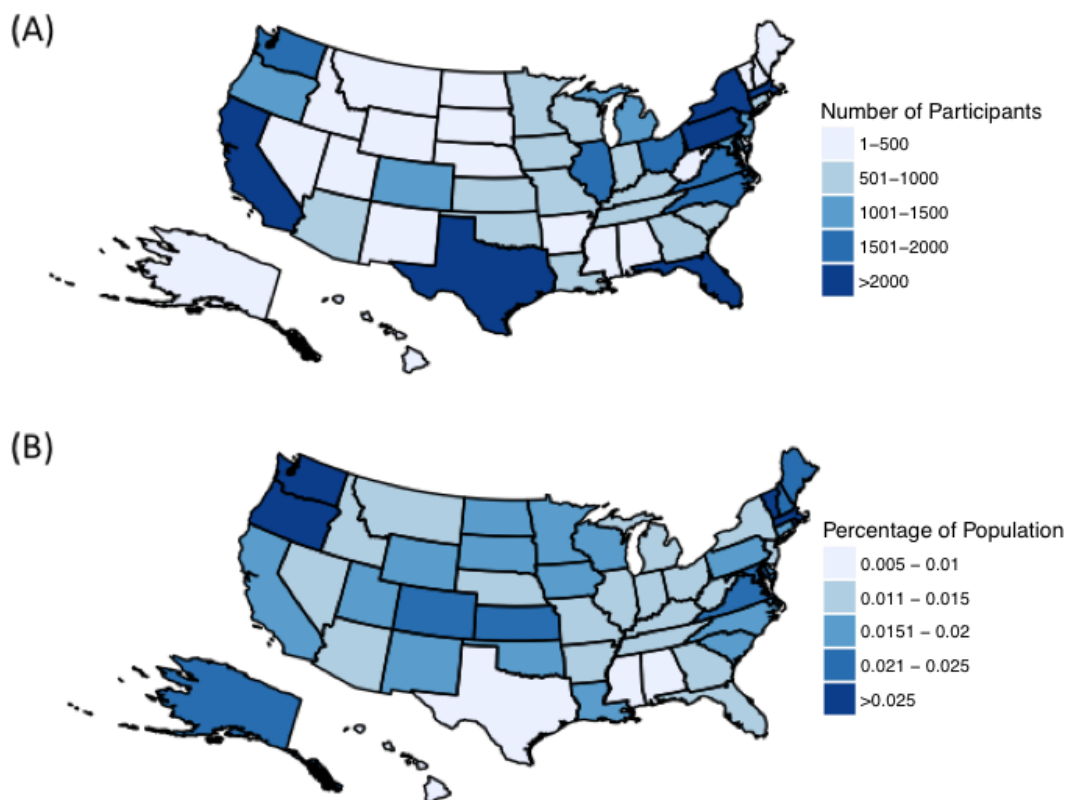 (A)
Number of Participants
1–500
501–1000
1001–1500
1501–2000
>2000
(B)
Percentage of Population
0.005 – 0.01
0.011 – 0.015
0.0151 – 0.02
0.021 – 0.025
>0.025